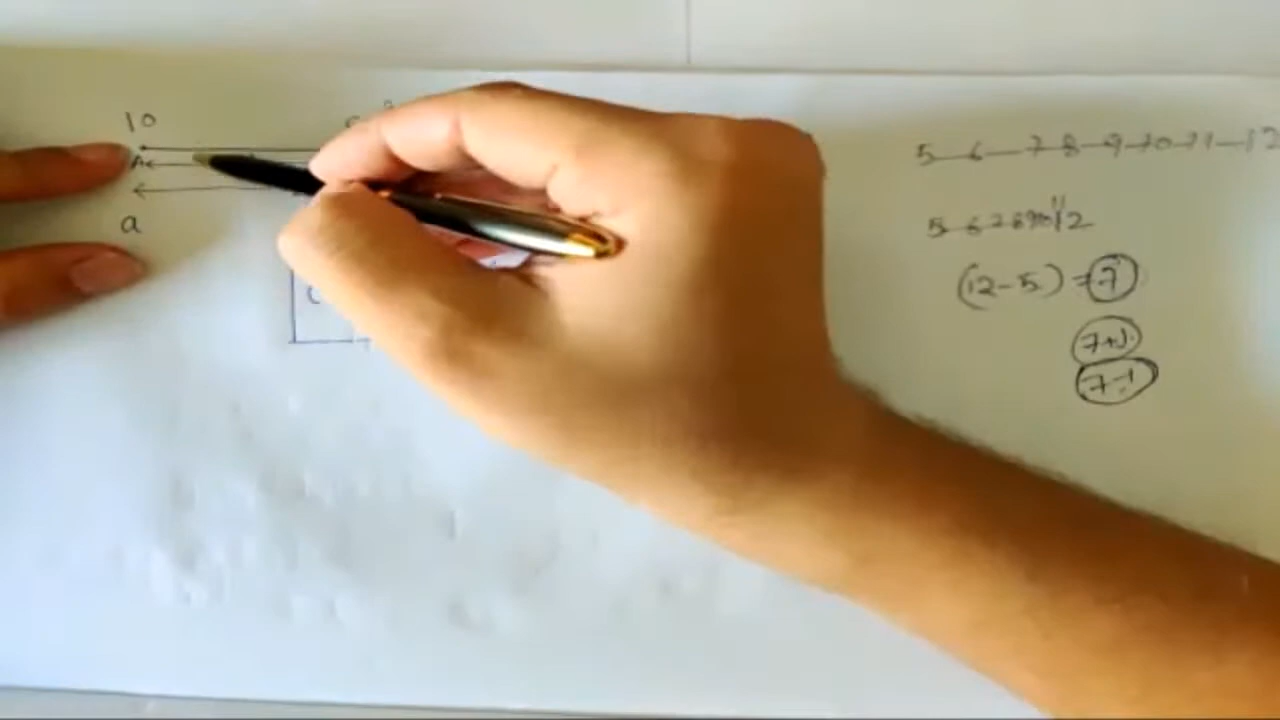 10
A
a
5-6-7-8-9-10-11-12
5-6 7 8 9 10 11 12
(12-5) = 7
7+1
7-1